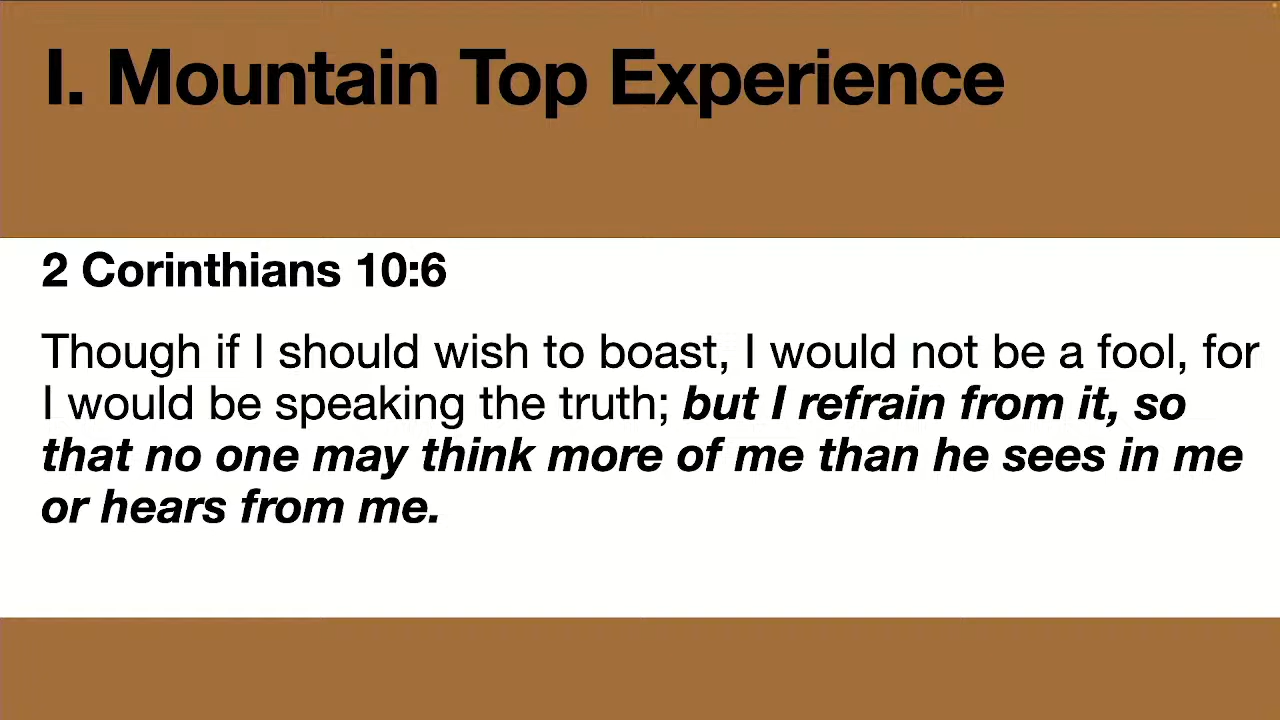 I. Mountain Top Experience
2 Corinthians 10:6
Though if I should wish to boast, I would not be a fool, for
I would be speaking the truth; but I refrain from it, so
that no one may think more of me than he sees in me
or hears from me.